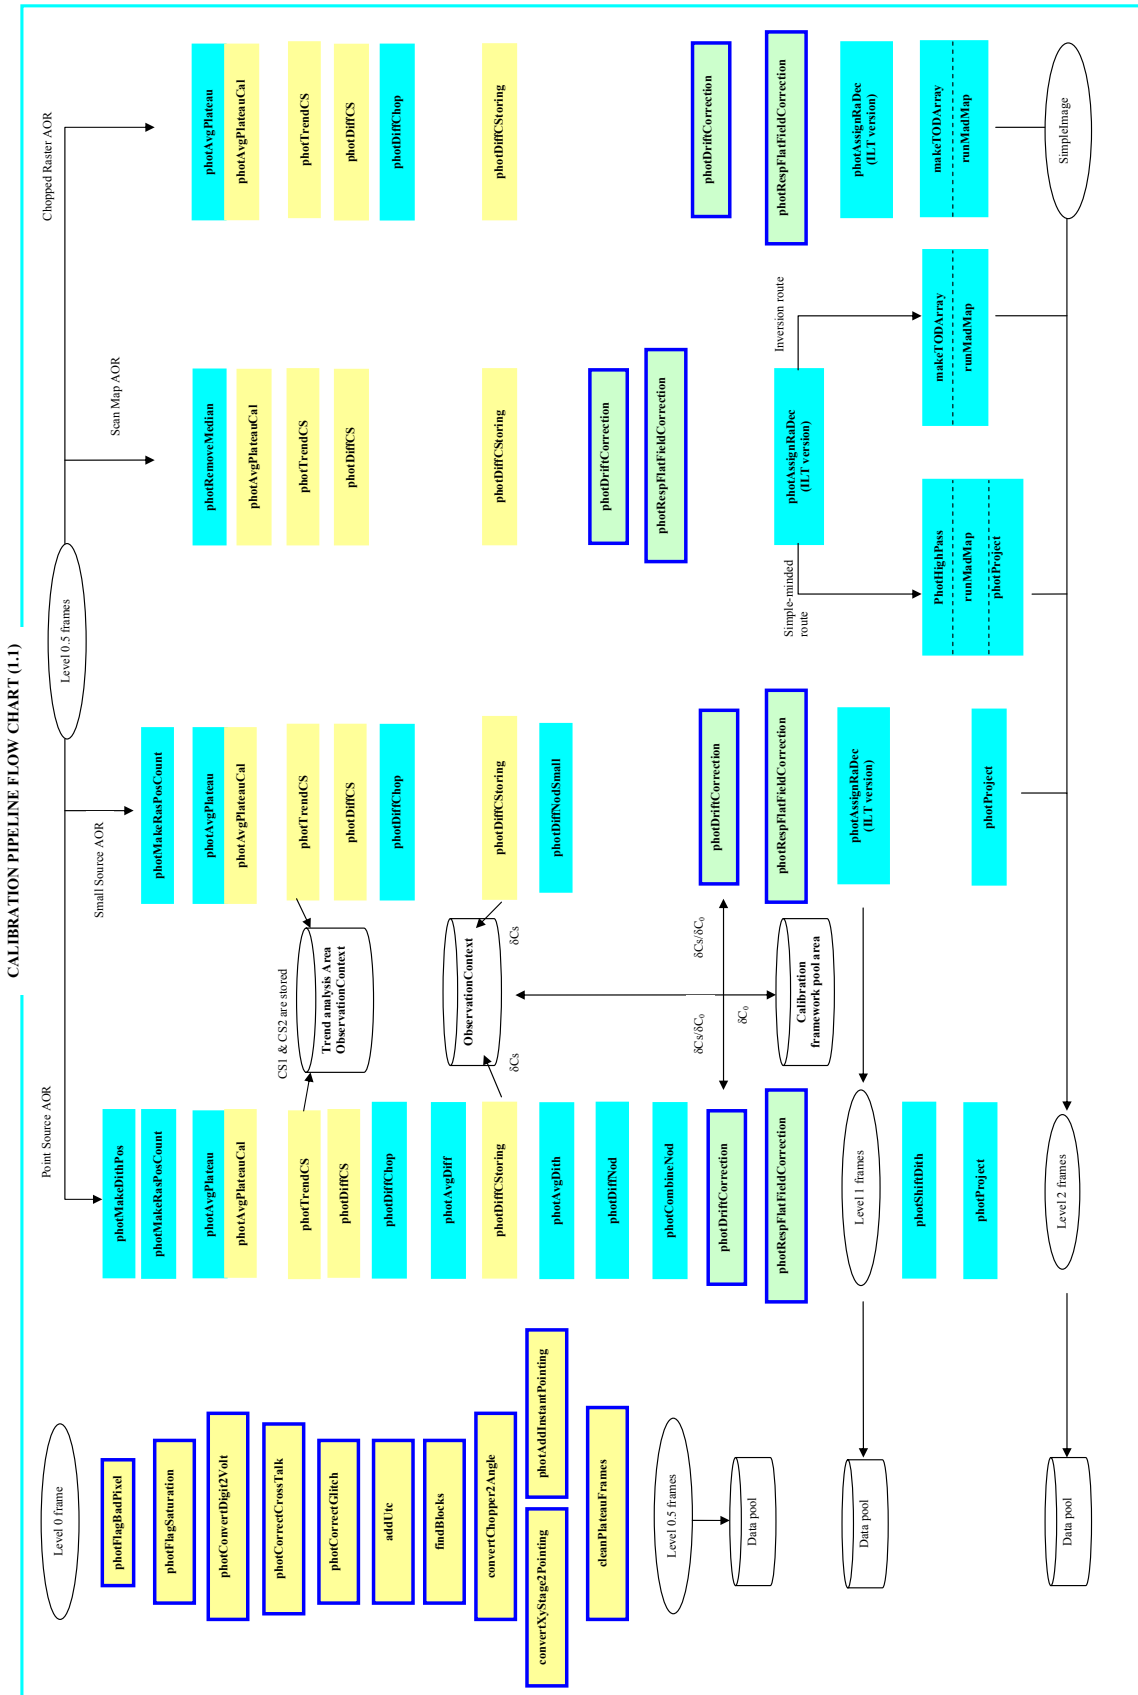 CALIBRATION PIPELINE FLOW CHART (1.1)
Level 0 frame
photFlagBadPixel
photFlagSaturation
photConvertDigit2Volt
photCorrectCrossTalk
photCorrectGlitch
addUtc
findBlocks
convertChopper2Angle
convertXyStage2Pointing
photAddInstantPointing
cleanPlateauFrames
Level 0.5 frames
Data pool
Data pool
Data pool
Point Source AOR
photMakeDithPos
photMakeRasPosCount
photAvgPlateau
photAvgPlateauCal
photTrendCS
photDiffCS
photDiffChop
photAvgDiff
photDiffCStoring
photAvgDith
photDiffNod
photCombineNod
photDriftCorrection
photRespFlatFieldCorrection
Level 1 frames
photShiftDith
photProject
Level 2 frames
CS1 & CS2 are stored
Trend analysis Area
ObservationContext
ObservationContext
δCs
δCs
δCs/δC₀
δCs/δC₀
δC₀
Calibration
framework pool area
Level 0.5 frames
Small Source AOR
photMakeRasPosCount
photAvgPlateau
photAvgPlateauCal
photTrendCS
photDiffCS
photDiffChop
photDiffCStoring
photDiffNodSmall
photDriftCorrection
photRespFlatFieldCorrection
photAssignRaDec
(ILT version)
photProject
Scan Map AOR
photRemoveMedian
photAvgPlateauCal
photTrendCS
photDiffCS
photDiffCStoring
photDriftCorrection
photRespFlatFieldCorrection
photAssignRaDec
(ILT version)
Simple-minded
route
PhotHighPass
runMadMap
photProject
Inversion route
makeTODArray
runMadMap
Chopped Raster AOR
photAvgPlateau
photAvgPlateauCal
photTrendCS
photDiffCS
photDiffChop
photDiffCStoring
photDriftCorrection
photRespFlatFieldCorrection
photAssignRaDec
(ILT version)
makeTODArray
runMadMap
SimpleImage